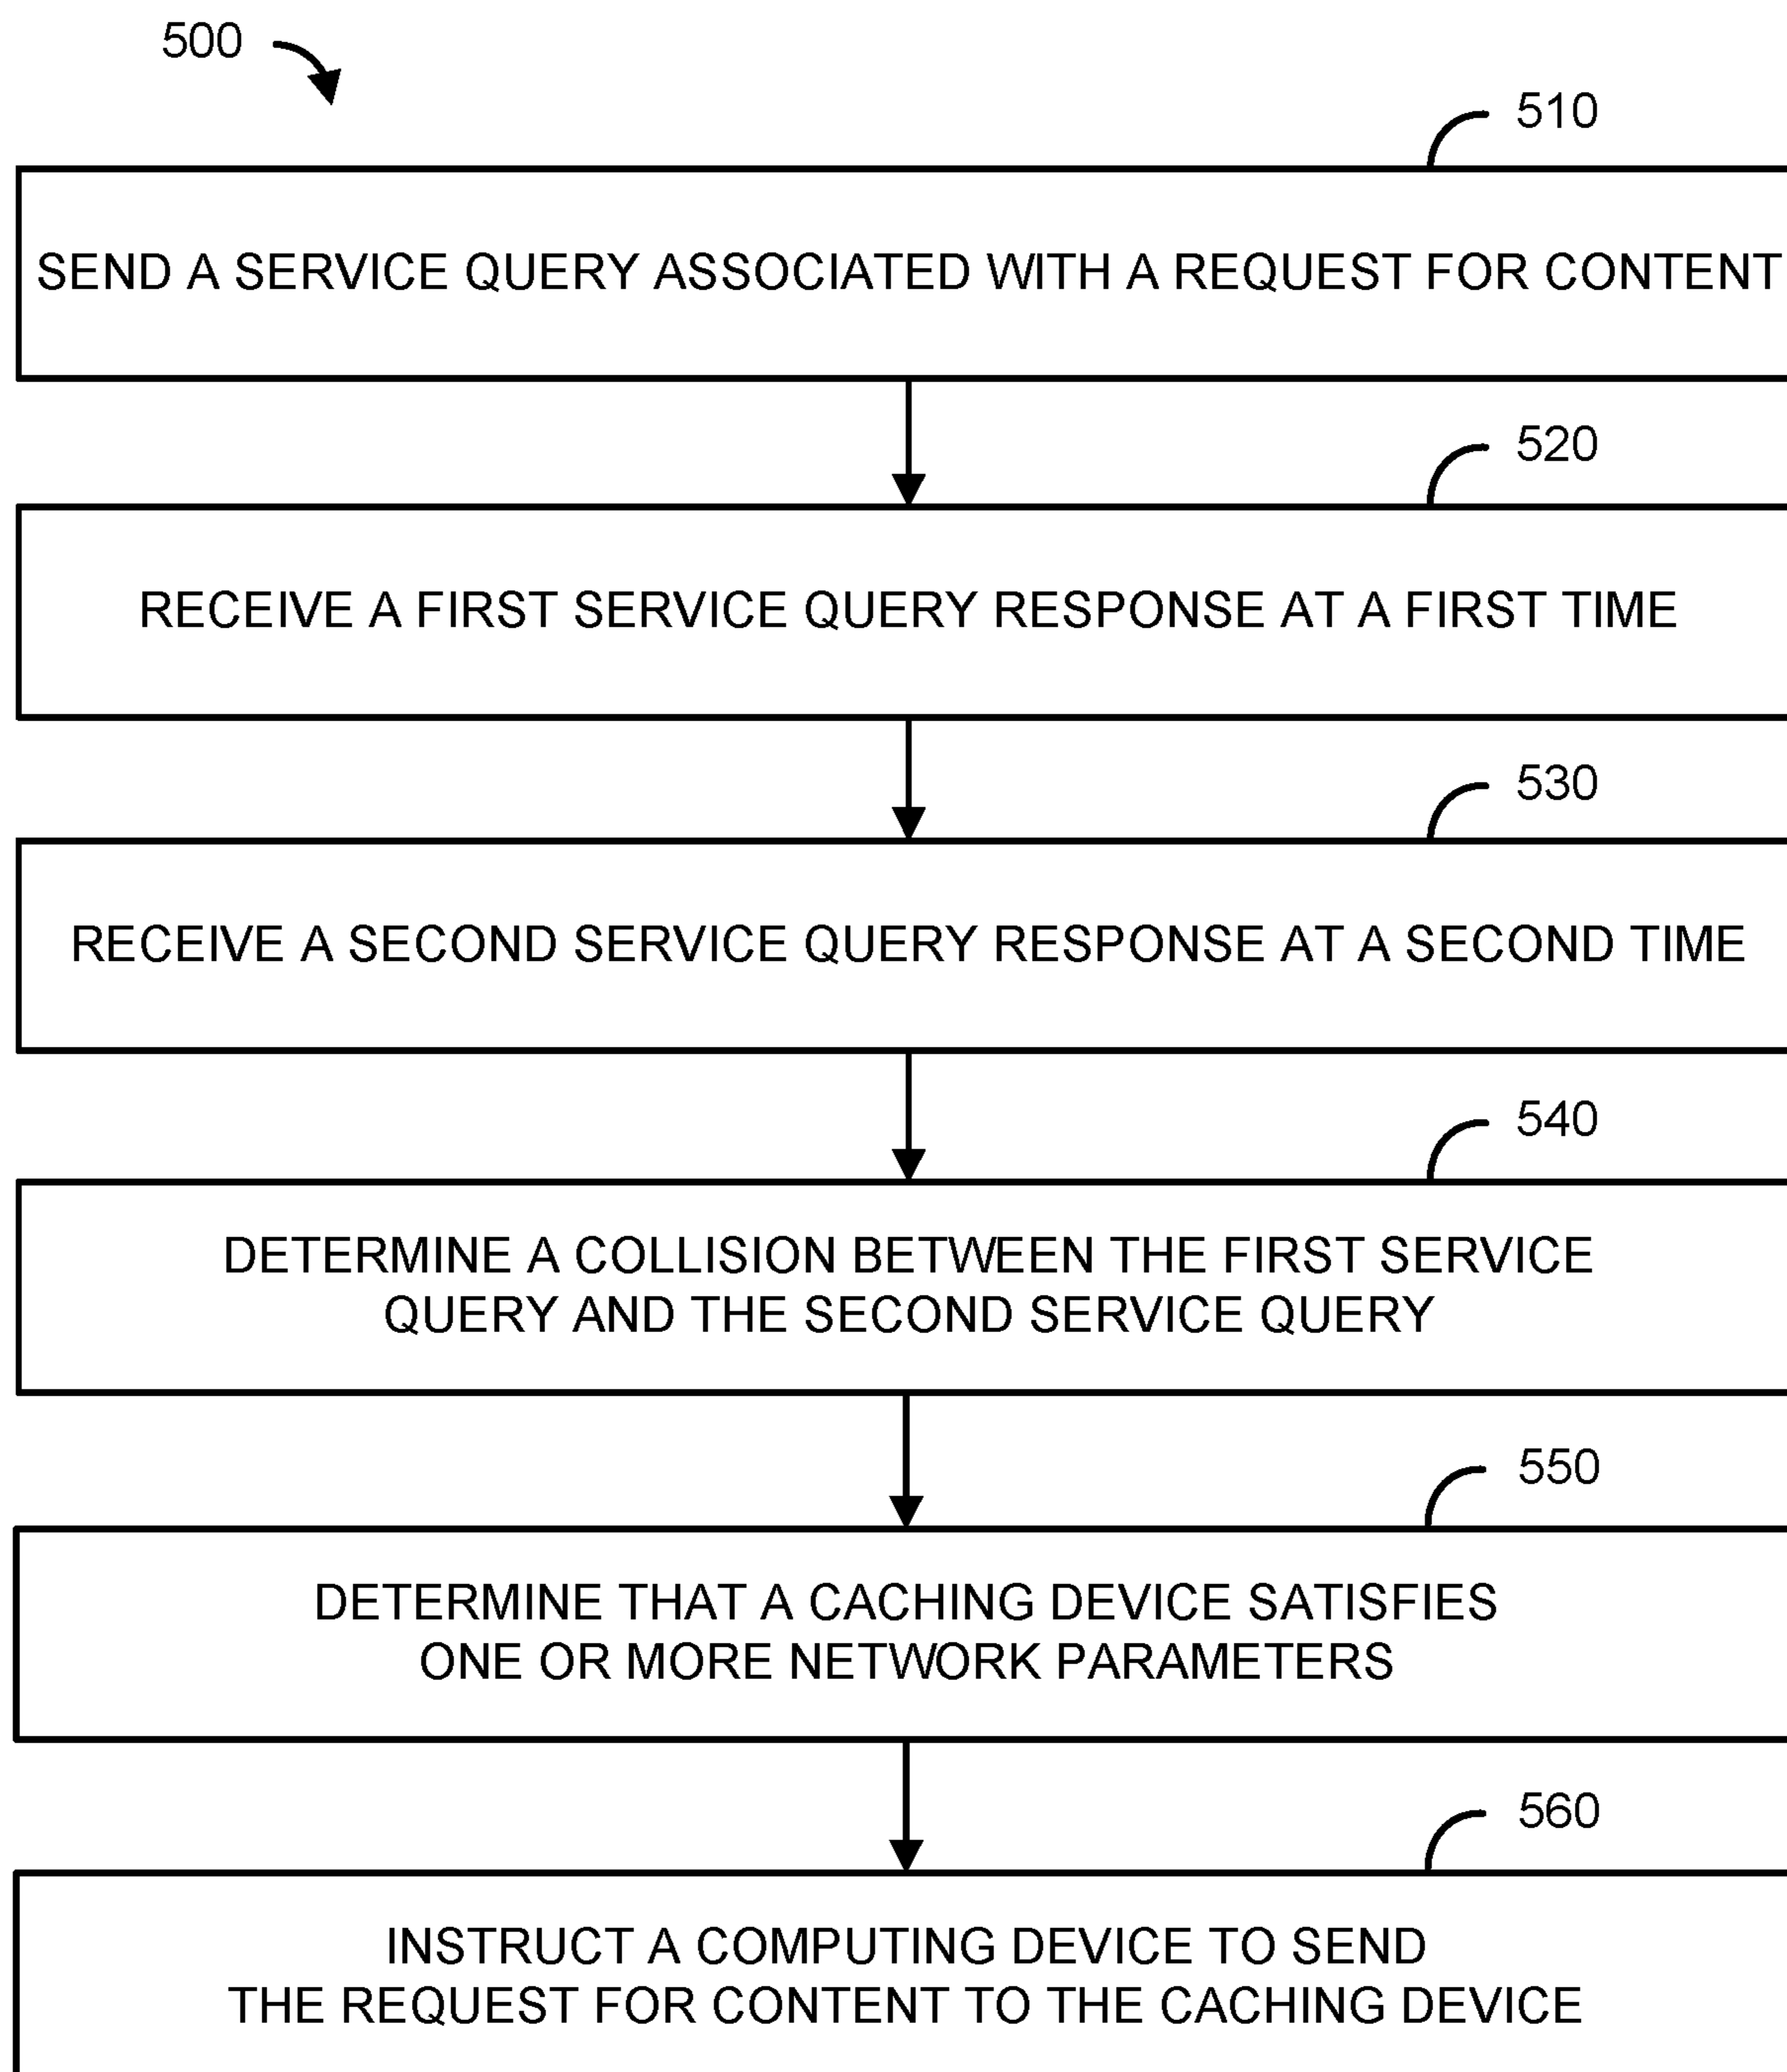 500
510
SEND A SERVICE QUERY ASSOCIATED WITH A REQUEST FOR CONTENT
520
RECEIVE A FIRST SERVICE QUERY RESPONSE AT A FIRST TIME
530
RECEIVE A SECOND SERVICE QUERY RESPONSE AT A SECOND TIME
540
DETERMINE A COLLISION BETWEEN THE FIRST SERVICE
QUERY AND THE SECOND SERVICE QUERY
550
DETERMINE THAT A CACHING DEVICE SATISFIES
ONE OR MORE NETWORK PARAMETERS
560
INSTRUCT A COMPUTING DEVICE TO SEND
THE REQUEST FOR CONTENT TO THE CACHING DEVICE